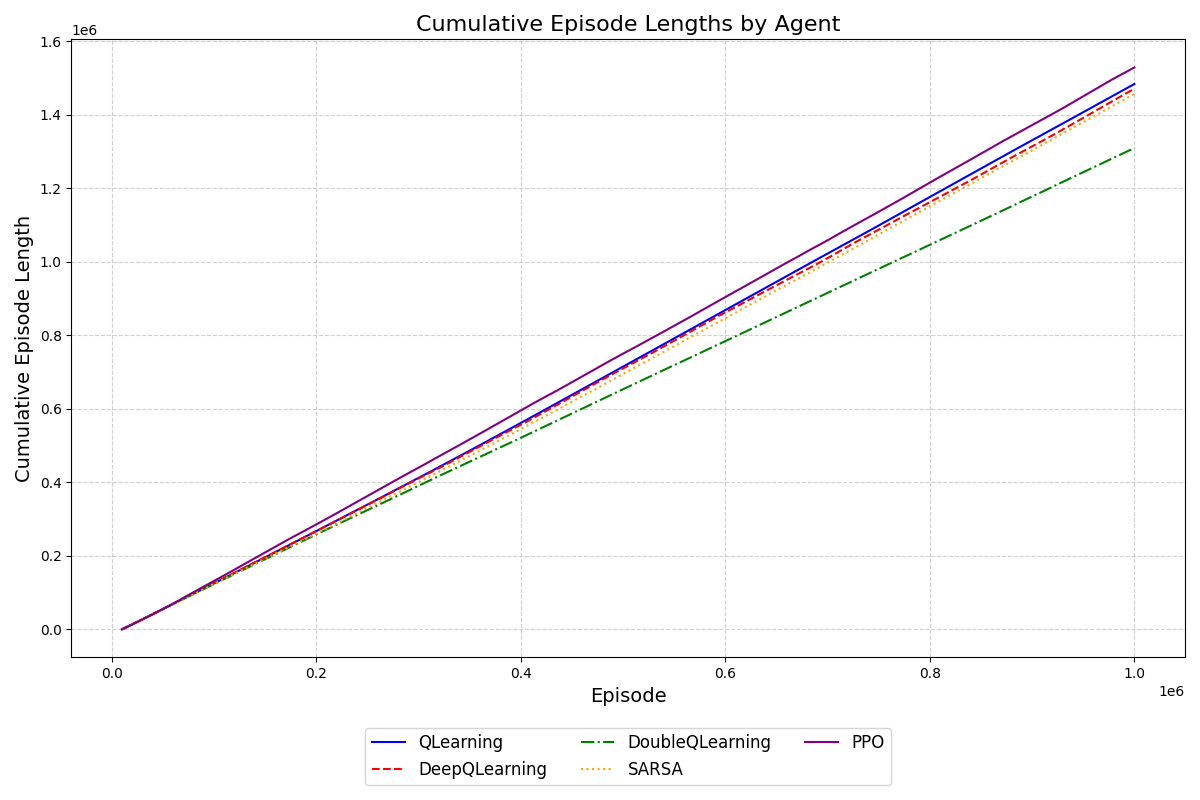 Cumulative Episode Lengths by Agent
1e6
1.6
1.4
1.2
1.0
0.8
0.6
0.4
0.2
0.0
Cumulative Episode Length
0.0 0.2 0.4 0.6 0.8 1.0
1e6
Episode
QLearning DoubleQLearning PPO
DeepQLearning SARSA